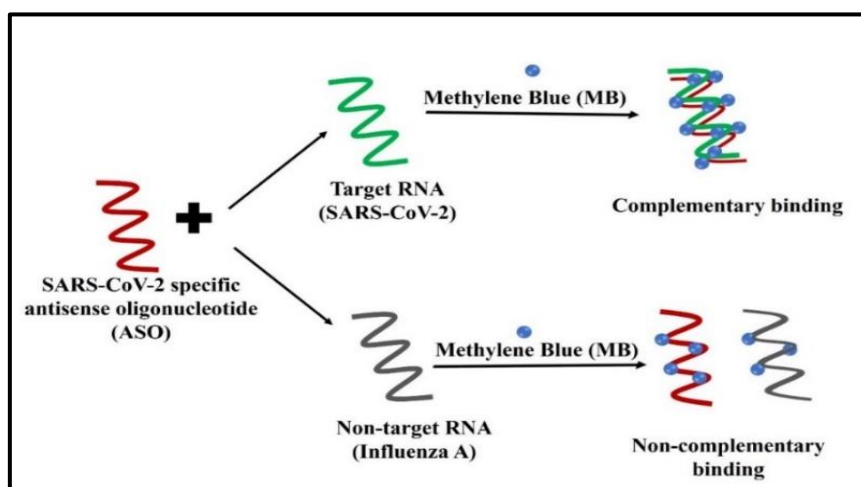 Methylene Blue (MB)
Target RNA
(SARS-CoV-2)
Complementary binding
SARS-CoV-2 specific
antisense oligonucleotide
(ASO)
Methylene Blue (MB)
Non-target RNA
(Influenza A)
Non-complementary
binding